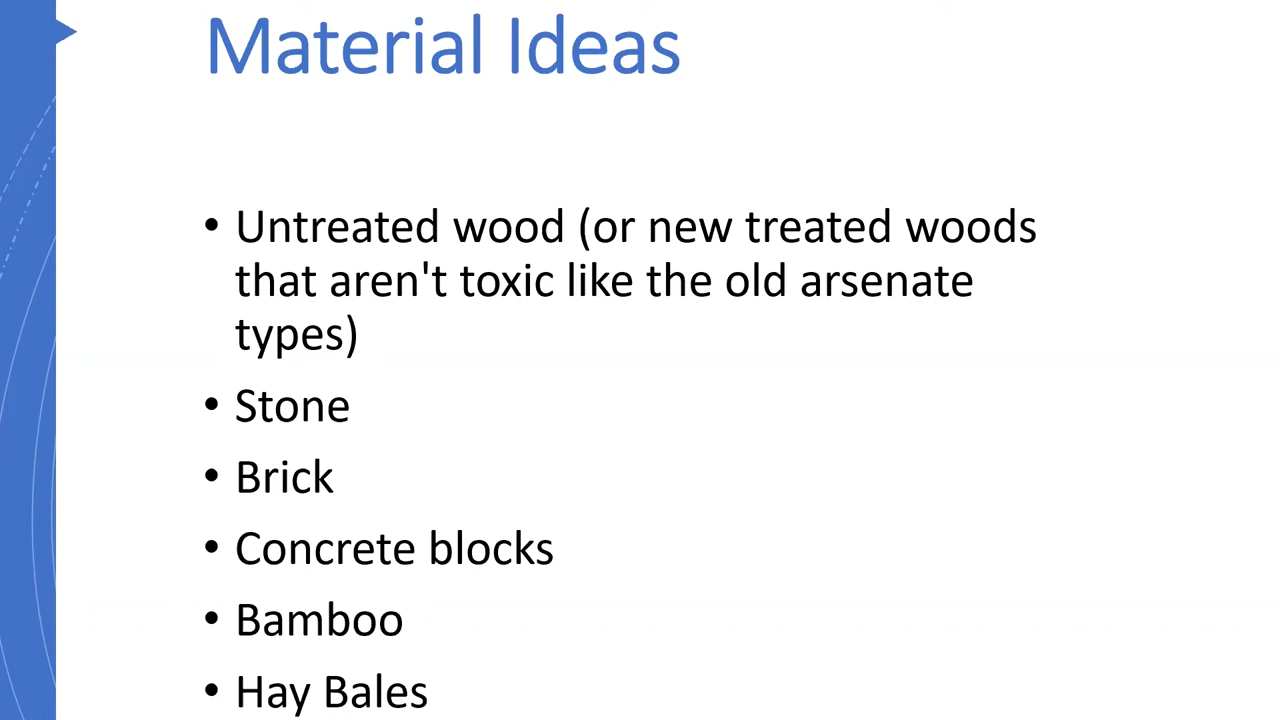 Material Ideas
• Untreated wood (or new treated woods
that aren't toxic like the old arsenate
types)
• Stone
• Brick
• Concrete blocks
• Bamboo
• Hay Bales